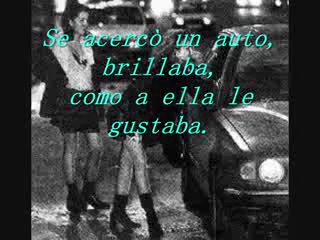 Se acercò un auto,
brillaba,
como a ella le
gustaba.